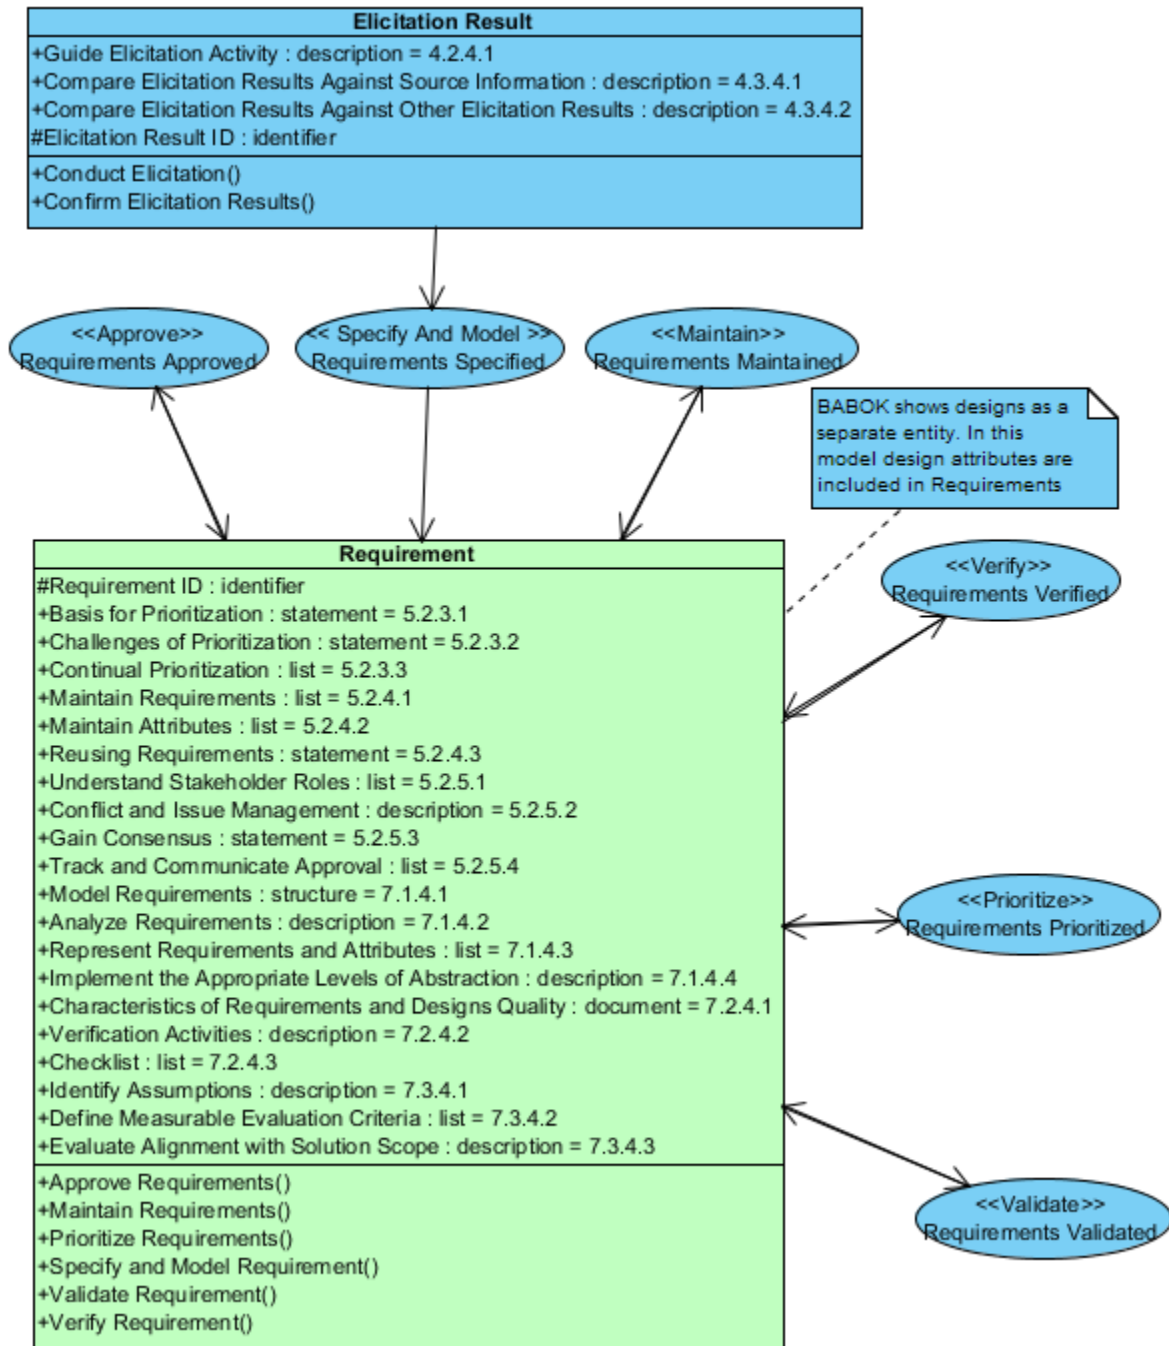 Elicitation Result
+Guide Elicitation Activity : description = 4.2.4.1
+Compare Elicitation Results Against Source Information : description = 4.3.4.1
+Compare Elicitation Results Against Other Elicitation Results : description = 4.3.4.2
#Elicitation Result ID : identifier
+Conduct Elicitation()
+Confirm Elicitation Results()
<<Approve>>
Requirements Approved
<< Specify And Model >>
Requirements Specified
<<Maintain>>
Requirements Maintained
BABOK shows designs as a
separate entity. In this
model design attributes are
included in Requirements
Requirement
#Requirement ID : identifier
+Basis for Prioritization : statement = 5.2.3.1
+Challenges of Prioritization : statement = 5.2.3.2
+Continual Prioritization : list = 5.2.3.3
+Maintain Requirements : list = 5.2.4.1
+Maintain Attributes : list = 5.2.4.2
+Reusing Requirements : statement = 5.2.4.3
+Understand Stakeholder Roles : list = 5.2.5.1
+Conflict and Issue Management : description = 5.2.5.2
+Gain Consensus : statement = 5.2.5.3
+Track and Communicate Approval : list = 5.2.5.4
+Model Requirements : structure = 7.1.4.1
+Analyze Requirements : description = 7.1.4.2
+Represent Requirements and Attributes : list = 7.1.4.3
+Implement the Appropriate Levels of Abstraction : description = 7.1.4.4
+Characteristics of Requirements and Designs Quality : document = 7.2.4.1
+Verification Activities : description = 7.2.4.2
+Checklist : list = 7.2.4.3
+Identify Assumptions : description = 7.3.4.1
+Define Measurable Evaluation Criteria : list = 7.3.4.2
+Evaluate Alignment with Solution Scope : description = 7.3.4.3
+Approve Requirements()
+Maintain Requirements()
+Prioritize Requirements()
+Specify and Model Requirement()
+Validate Requirement()
+Verify Requirement()
<<Verify>>
Requirements Verified
<<Prioritize>>
Requirements Prioritized
<<Validate>>
Requirements Validated